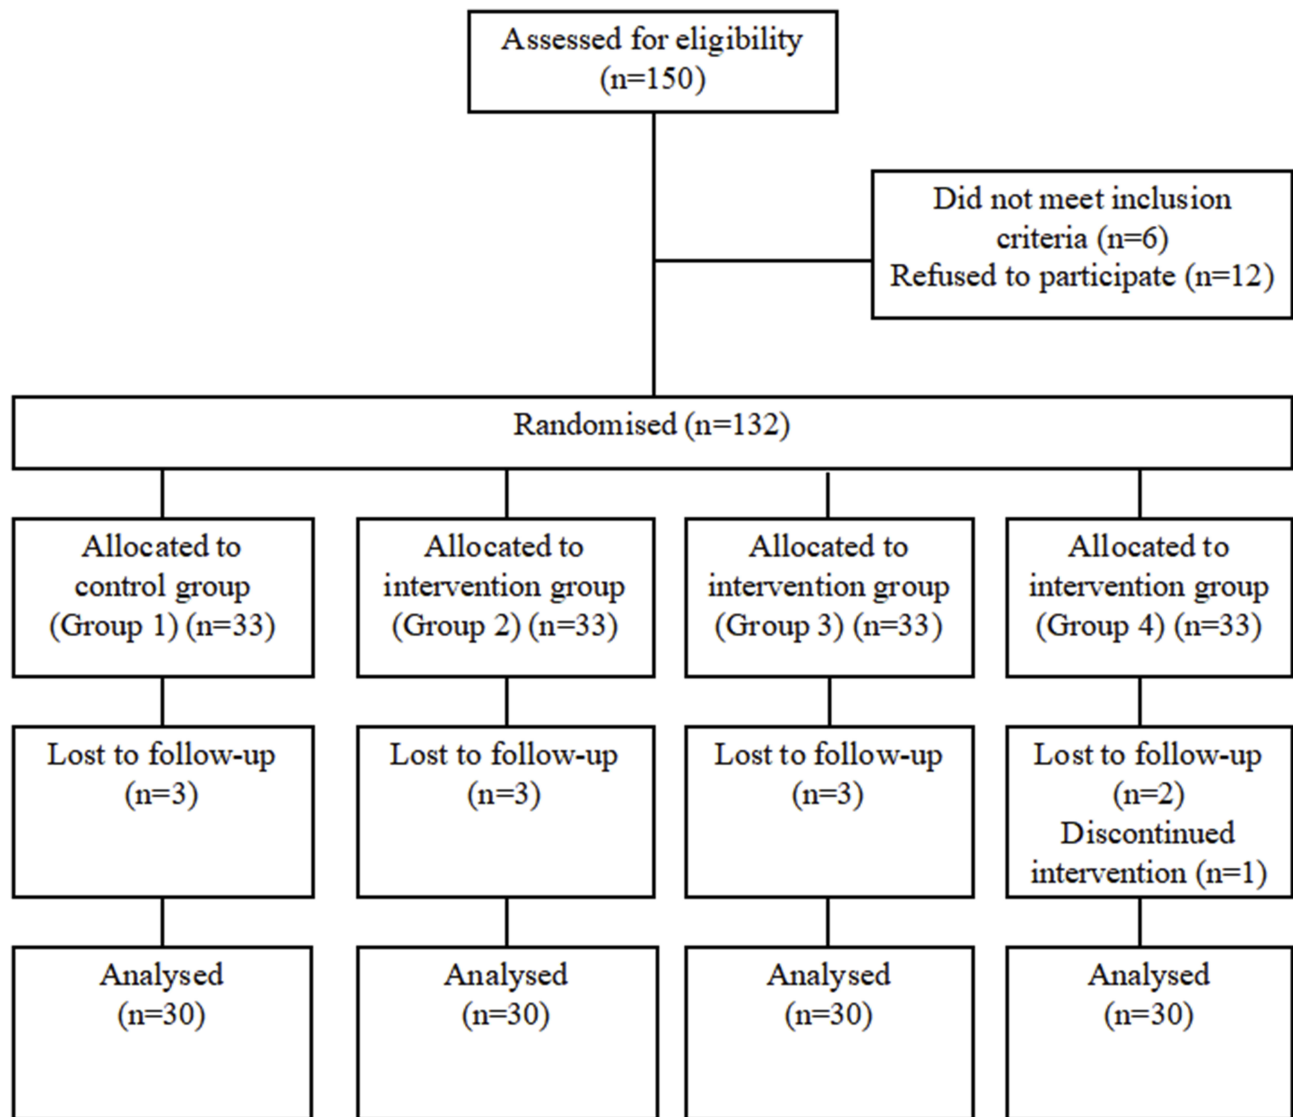 Assessed for eligibility
(n=150)
Did not meet inclusion
criteria (n=6)
Refused to participate (n=12)
Randomised (n=132)
Allocated to
control group
(Group 1) (n=33)
Allocated to
intervention group
(Group 2) (n=33)
Allocated to
intervention group
(Group 3) (n=33)
Allocated to
intervention group
(Group 4) (n=33)
Lost to follow-up
(n=3)
Lost to follow-up
(n=3)
Lost to follow-up
(n=3)
Lost to follow-up
(n=2)
Discontinued
intervention (n=1)
Analysed
(n=30)
Analysed
(n=30)
Analysed
(n=30)
Analysed
(n=30)